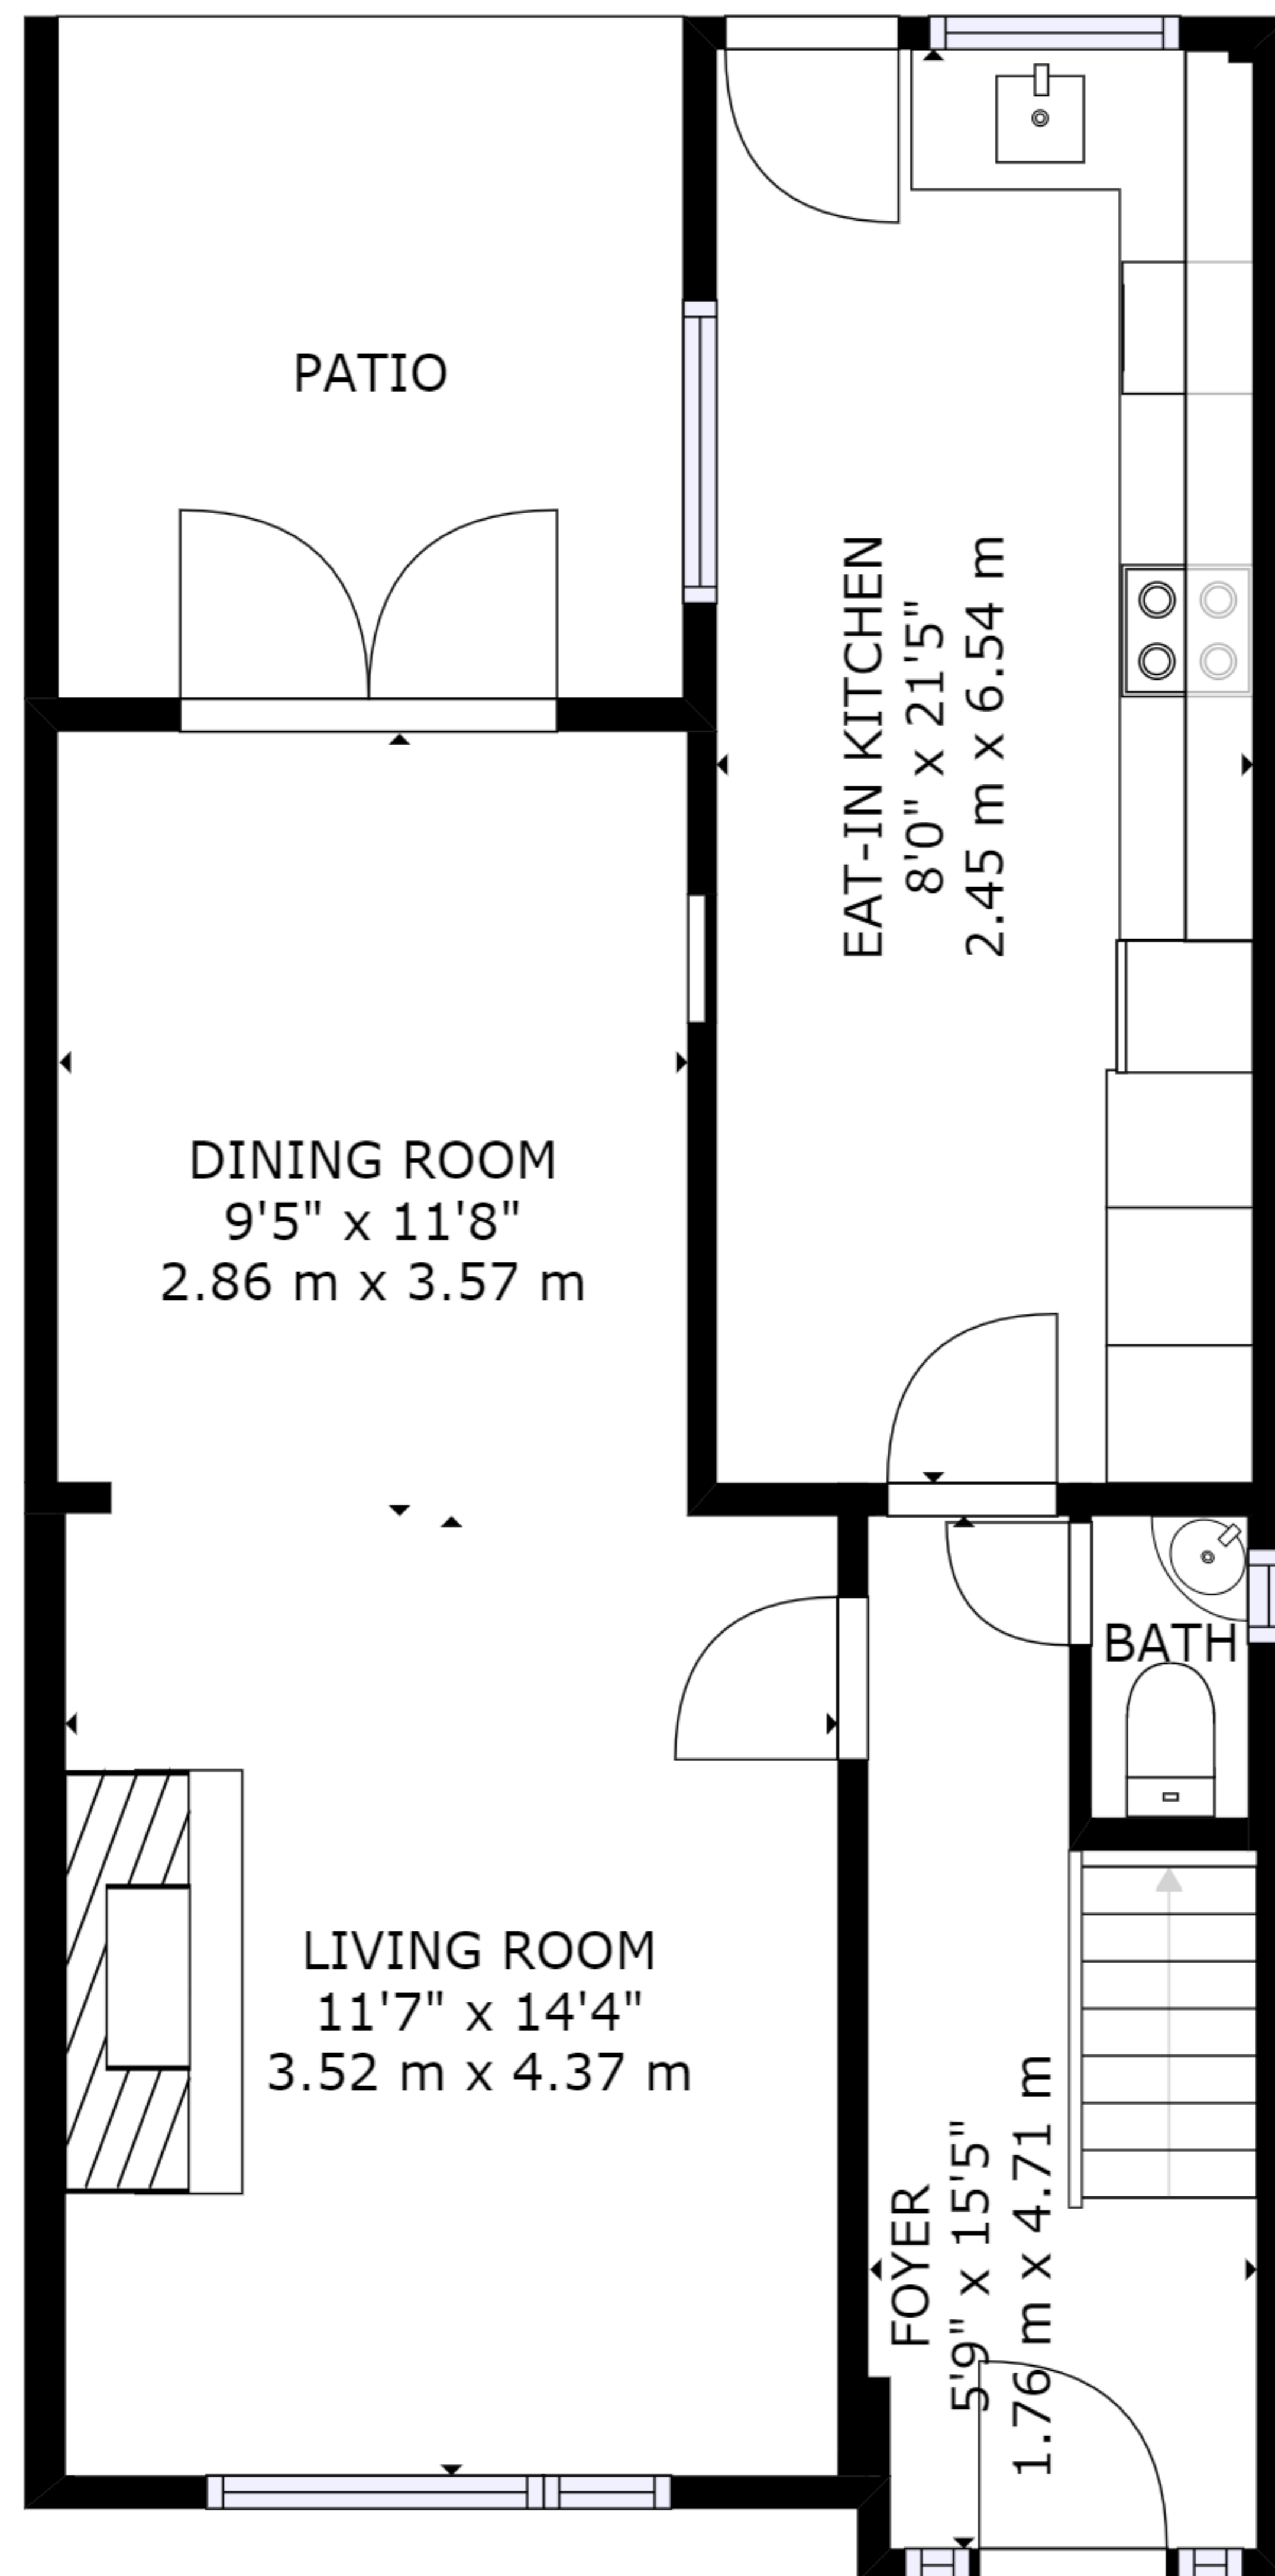 PATIO
EAT-IN KITCHEN
8'0" x 21'5"
2.45 m x 6.54 m
DINING ROOM
9'5" x 11'8"
2.86 m x 3.57 m
BATH
LIVING ROOM
11'7" x 14'4"
3.52 m x 4.37 m
FOYER
5'9" x 15'5"
1.76 m x 4.71 m